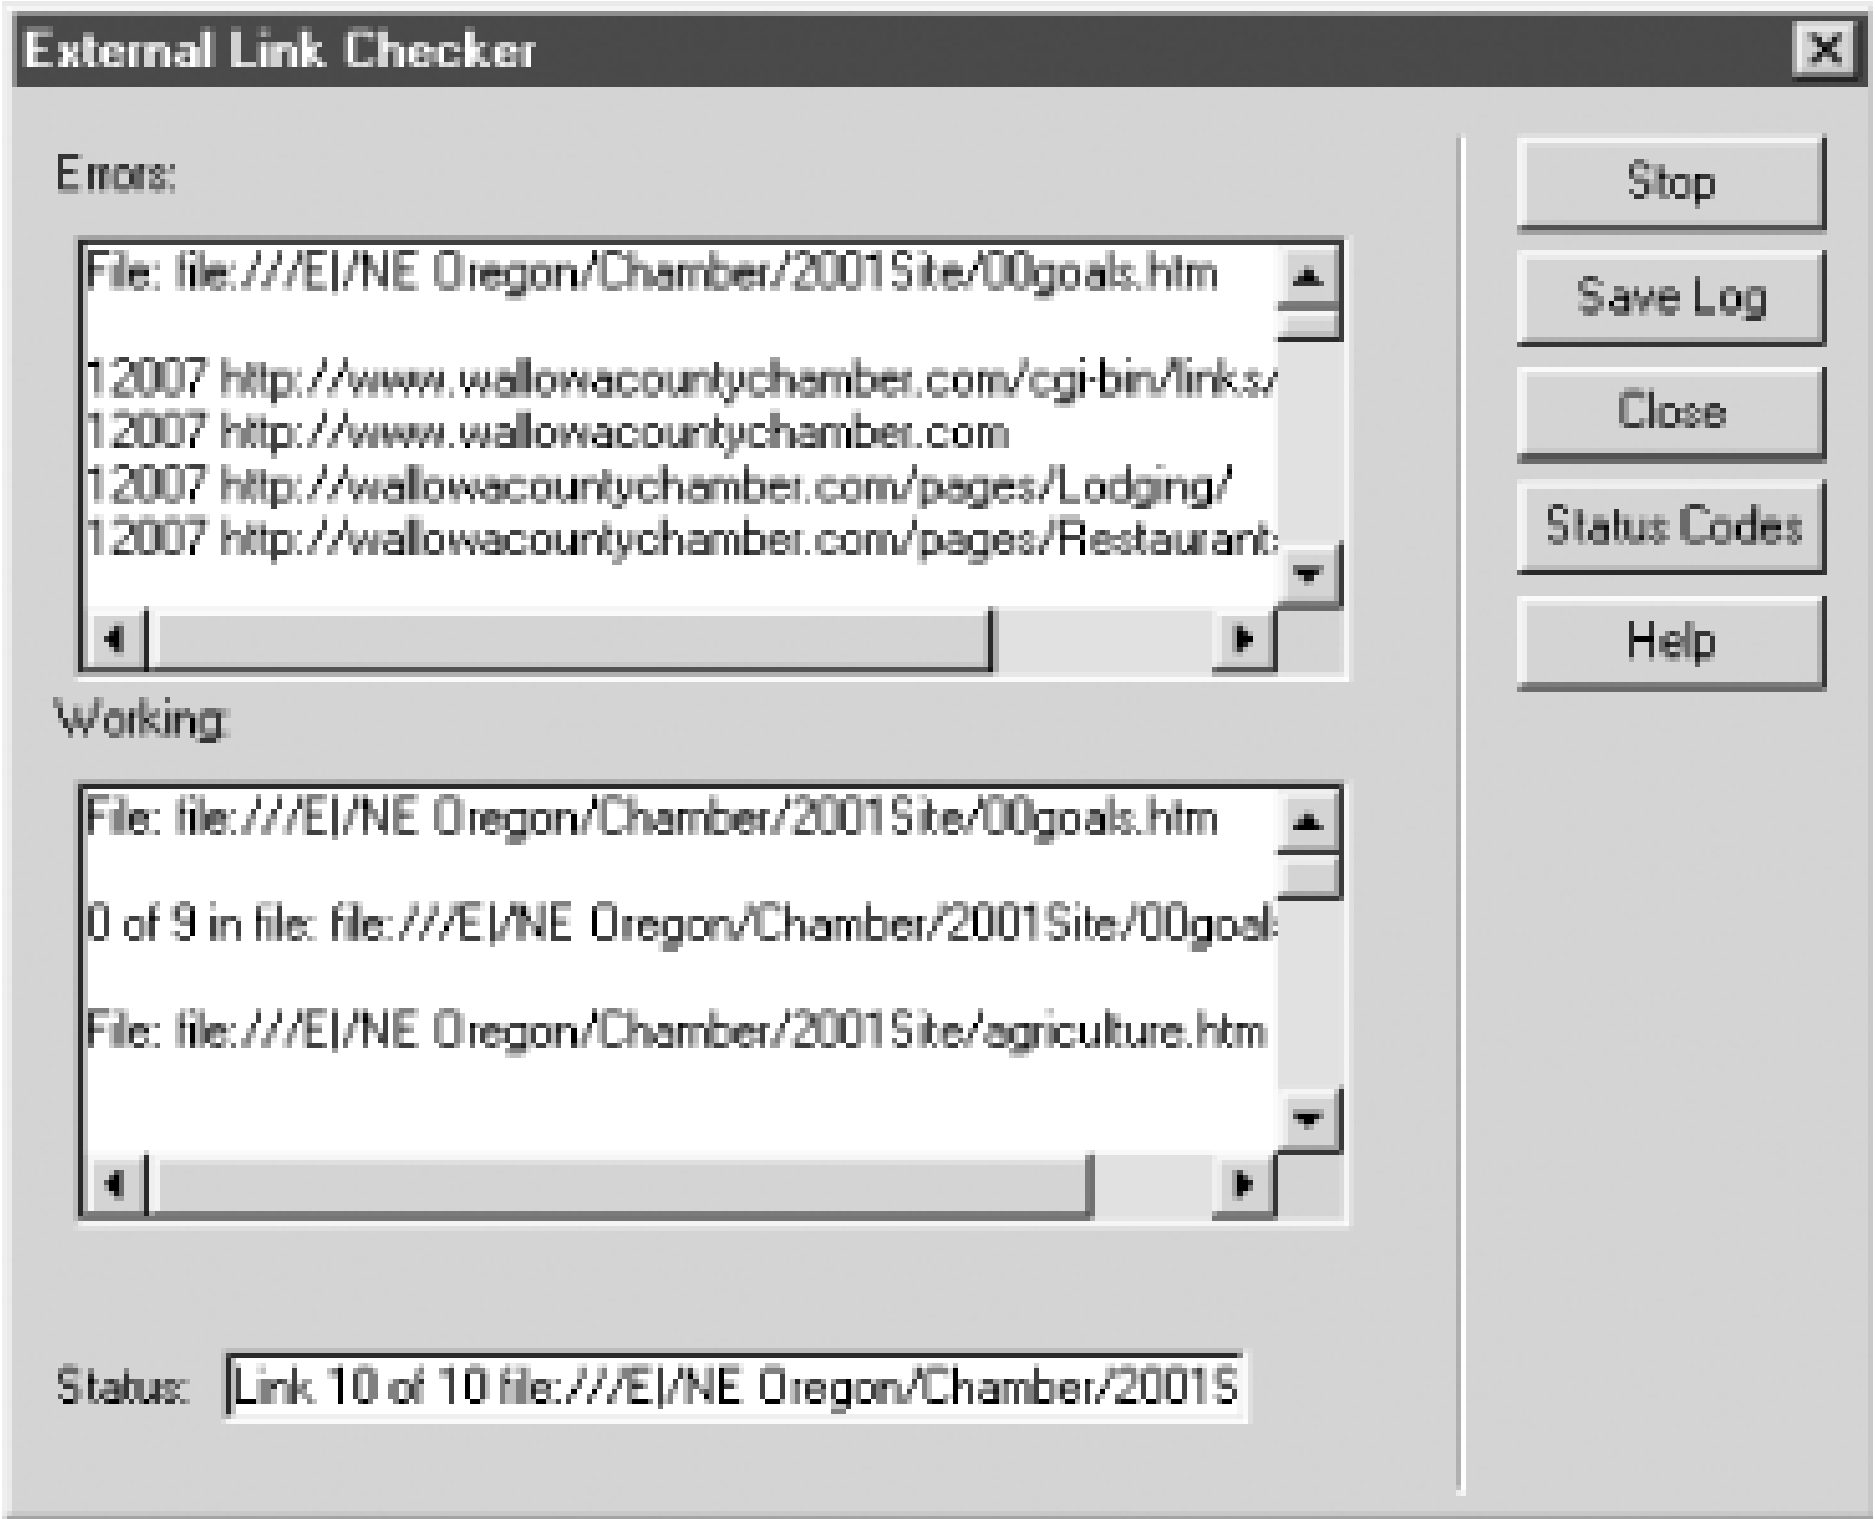 External Link Checker
Errors:
File: file:///E|/NE Oregon/Chamber/2001Site/00goals.htm
12007 http://www.wallowacountychamber.com/cgi-bin/links/
12007 http://www.wallowacountychamber.com
12007 http://wallowacountychamber.com/pages/Lodging/
12007 http://wallowacountychamber.com/pages/Restaurants
Working:
File: file:///E|/NE Oregon/Chamber/2001Site/00goals.htm
0 of 9 in file: file:///E|/NE Oregon/Chamber/2001Site/00goals
File: file:///E|/NE Oregon/Chamber/2001Site/agriculture.htm
Status: Link 10 of 10 file:///E|/NE Oregon/Chamber/2001S
Stop
Save Log
Close
Status Codes
Help